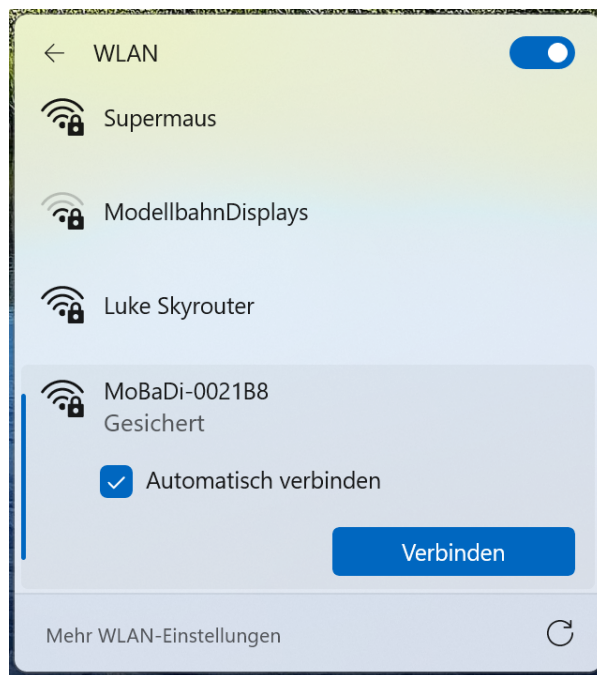 WLAN
Supermaus
ModellbahnDisplays
Luke Skyrouter
MoBaDi-0021B8
Gesichert
Automatisch verbinden
Verbinden
Mehr WLAN-Einstellungen